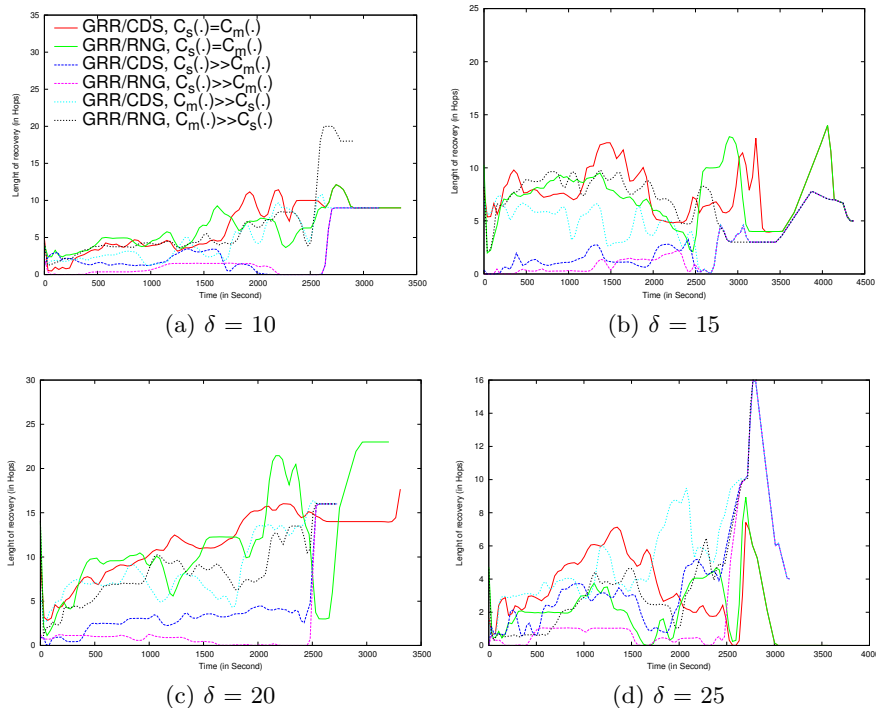 35
30
25
20
15
10
5
0
Lenght of recovery (in Hops)
GRR/CDS, Cs(.)=Cm(.)
GRR/RNG, Cs(.)=Cm(.)
GRR/CDS, Cs(.)>>Cm(.)
GRR/RNG, Cs(.)>>Cm(.)
GRR/CDS, Cm(.)>>Cs(.)
GRR/RNG, Cm(.)>>Cs(.)
0 500 1000 1500 2000 2500 3000 3500
Time (in Second)
(a) δ = 10
25
20
15
10
5
0
Lenght of recovery (in Hops)
0 500 1000 1500 2000 2500 3000 3500 4000 4500
Time (in Second)
(b) δ = 15
30
25
20
15
10
5
0
Lenght of recovery (in Hops)
0 500 1000 1500 2000 2500 3000 3500
Time (in Second)
(c) δ = 20
16
14
12
10
8
6
4
2
0
Lenght of recovery (in Hops)
0 500 1000 1500 2000 2500 3000 3500 4000
Time (in Second)
(d) δ = 25